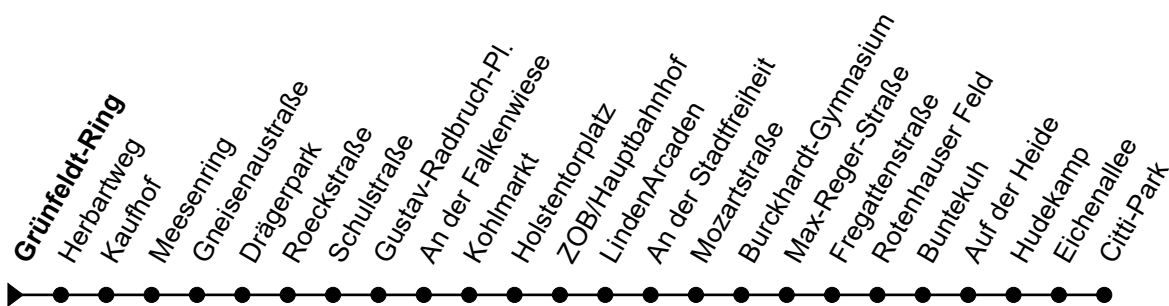 Grünfeldt-Ring
Herbartweg
Kaufhof
Meesenring
Gneisenaustraße
Drägerpark
Roeckstraße
Schulstraße
Gustav-Radbruch-Pl.
An der Falkenwiese
Kohlmarkt
Holstentorplatz
ZOB/Hauptbahnhof
LindenArcaden
An der Stadtfreiheit
Mozartstraße
Burckhardt-Gymnasium
Max-Reger-Straße
Fregattenstraße
Rotenhauser Feld
Buntekuh
Auf der Heide
Hudekamp
Eichenallee
Citti-Park